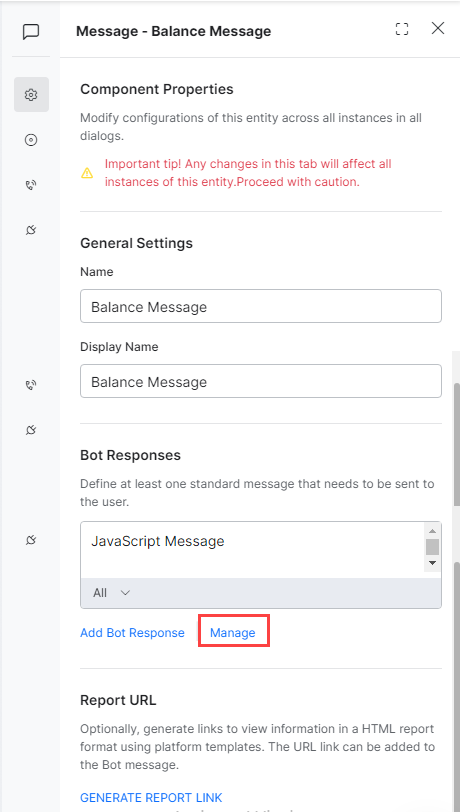 Message - Balance Message
Component Properties
Modify configurations of this entity across all instances in all
dialogs.
Important tip! Any changes in this tab will affect all
instances of this entity.Proceed with caution.
General Settings
Name
Balance Message
Display Name
Balance Message
Bot Responses
Define at least one standard message that needs to be sent to
the user.
JavaScript Message
All
Add Bot Response Manage
Report URL
Optionally, generate links to view information in a HTML report
format using platform templates. The URL link can be added to
the Bot message.
GENERATE REPORT LINK